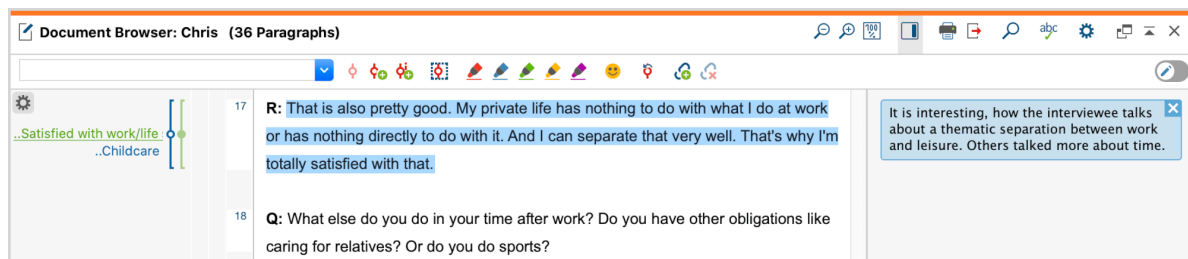 Document Browser: Chris (36 Paragraphs)
100
%
abc
17
R: That is also pretty good. My private life has nothing to do with what I do at work
or has nothing directly to do with it. And I can separate that very well. That's why I'm
totally satisfied with that.
..Satisfied with work/life
..Childcare
18
Q: What else do you do in your time after work? Do you have other obligations like
caring for relatives? Or do you do sports?
It is interesting, how the interviewee talks
about a thematic separation between work
and leisure. Others talked more about time.